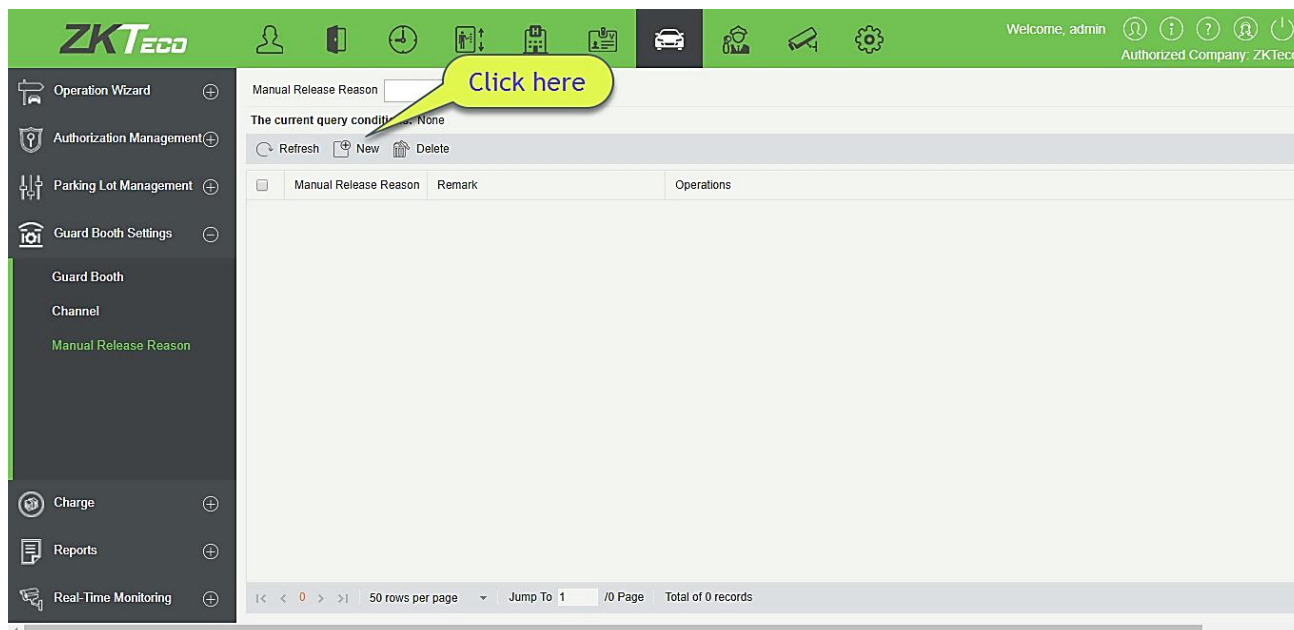 ZKTECO
Welcome, admin
Authorized Company: ZKTeco
Operation Wizard
Authorization Management
Parking Lot Management
Guard Booth Settings
Guard Booth
Channel
Manual Release Reason
Charge
Reports
Real-Time Monitoring
Manual Release Reason
Click here
The current query conditions: None
Refresh New Delete
Manual Release Reason Remark Operations
|< < 0 > >| 50 rows per page Jump To 1 /0 Page Total of 0 records